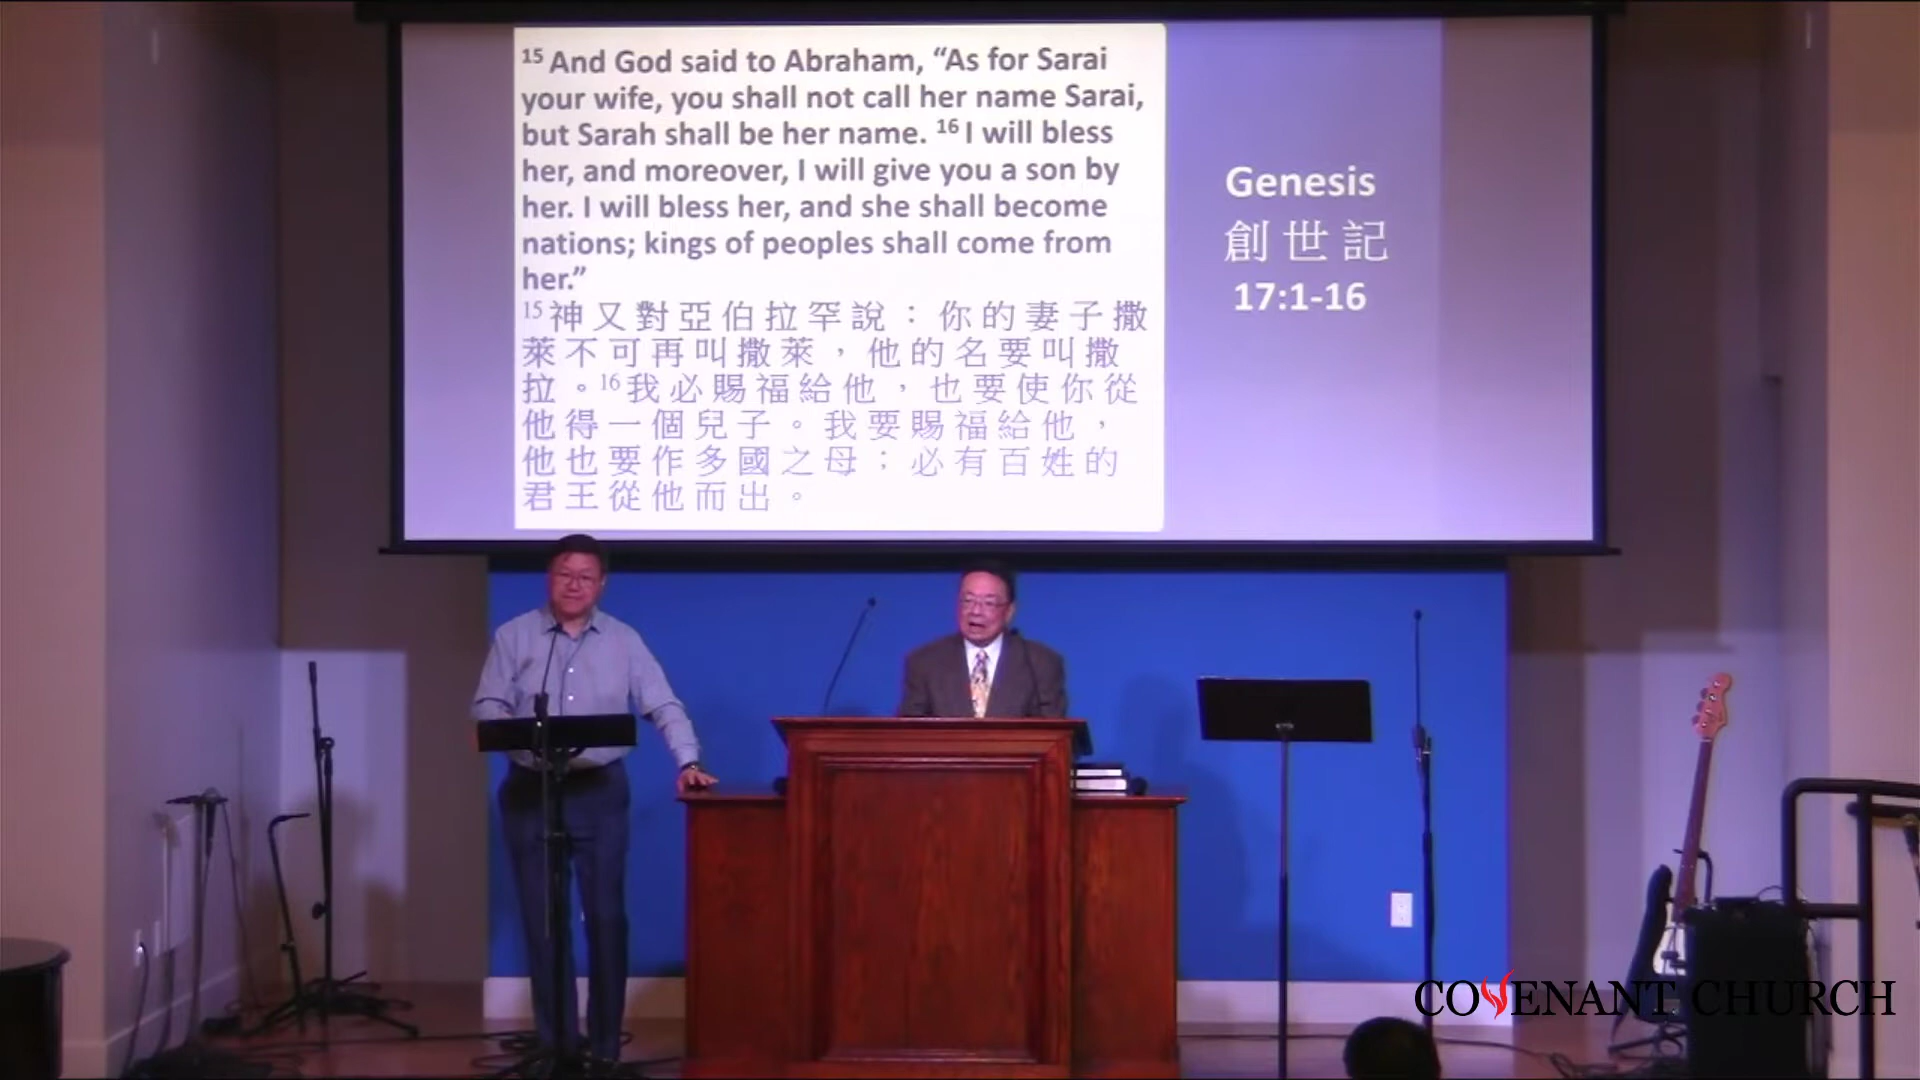 15 And God said to Abraham, “As for Sarai
your wife, you shall not call her name Sarai,
but Sarah shall be her name. 16 I will bless
her, and moreover, I will give you a son by
her. I will bless her, and she shall become
nations; kings of peoples shall come from
her.”
15神又對亞伯拉罕說：你的妻子撒
萊不可再叫撒萊，他的名要叫撒
拉。16我必賜福給他，也要使你從
他得一個兒子。我要賜福給他，
他也要作多國之母；必有百姓的
君王從他而出。
Genesis
創世記
17:1-16
COVENANT CHURCH